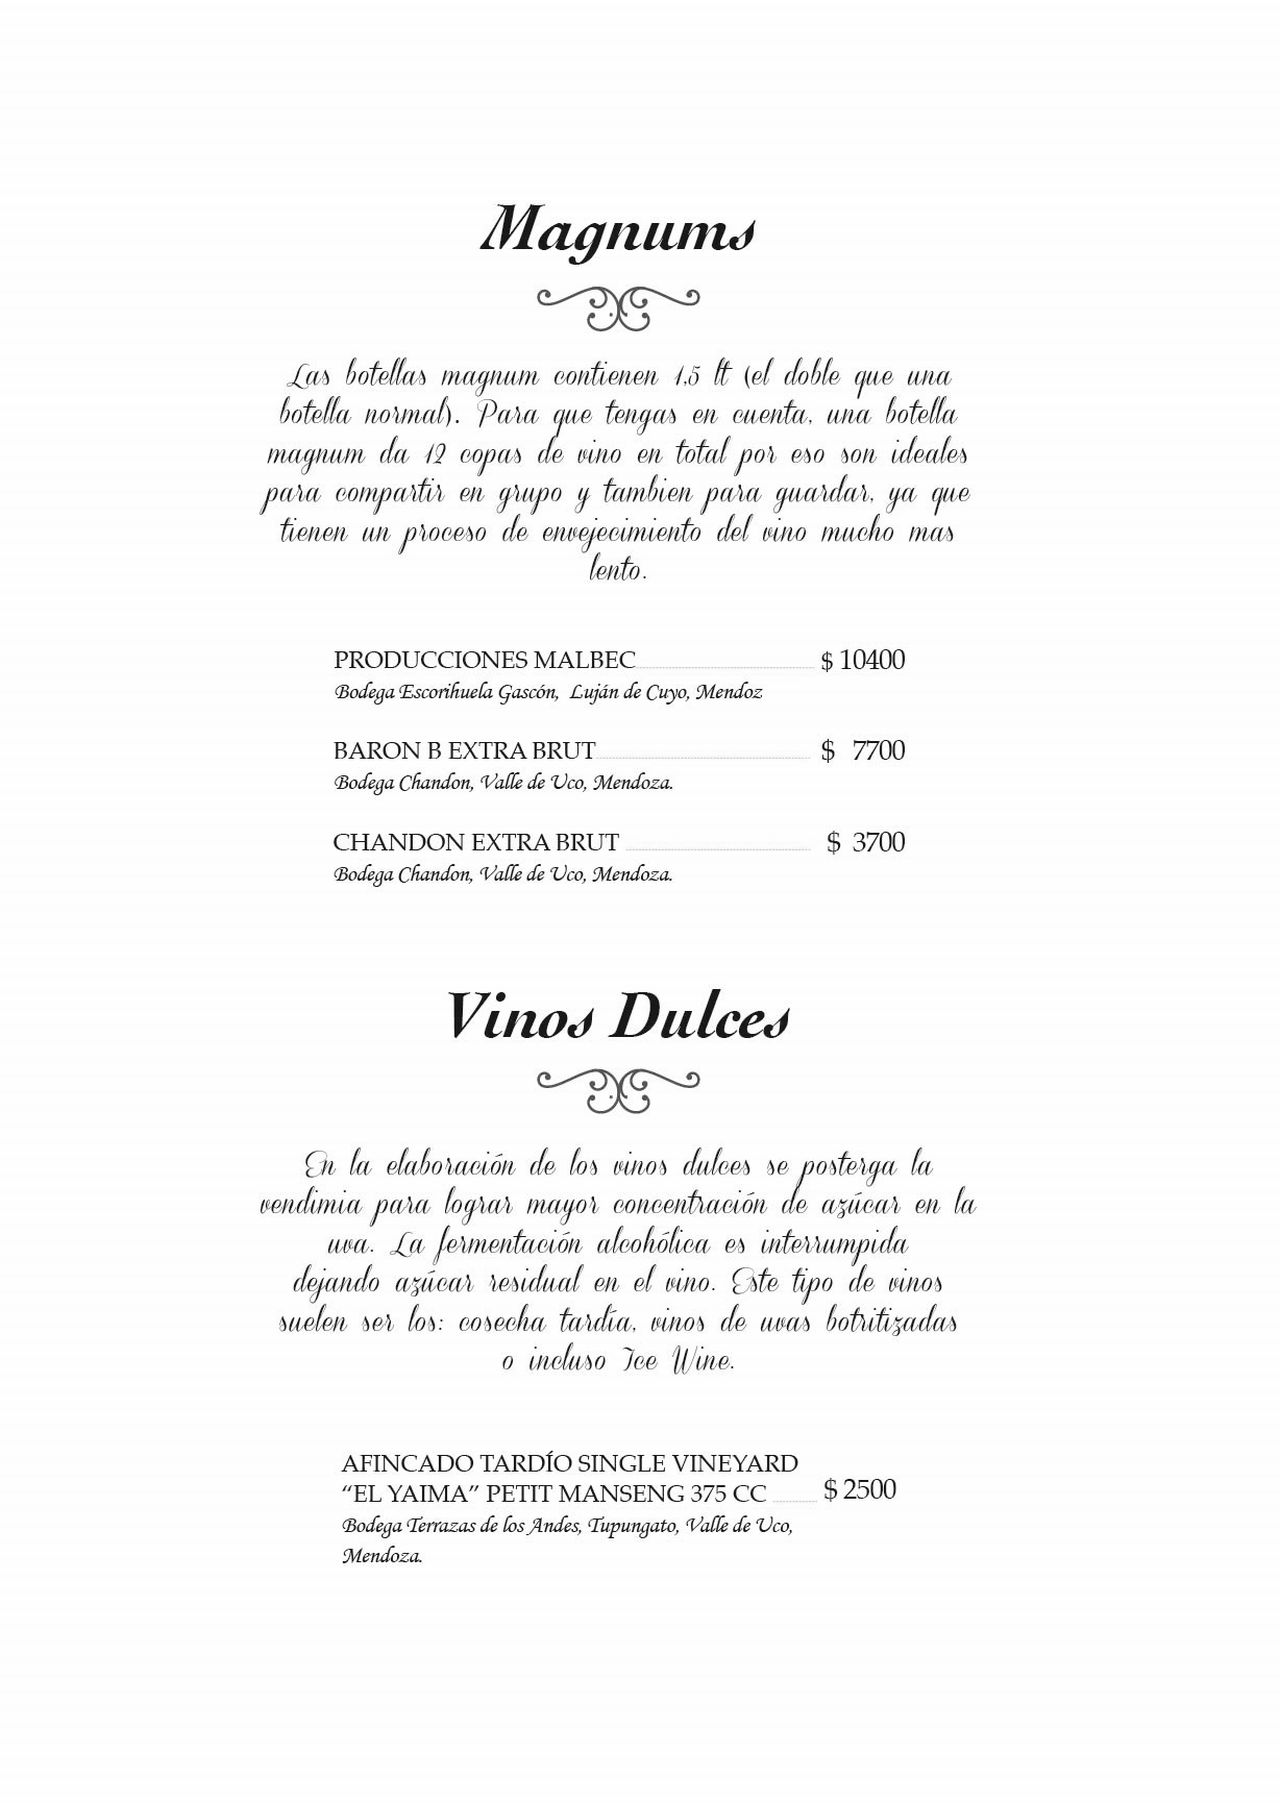 Magnums
Las botellas magnum contienen 1,5 lt (el doble que una
botella normal). Para que tengas en cuenta, una botella
magnum da 12 copas de vino en total por eso son ideales
para compartir en grupo y tambien para guardar, ya que
tienen un proceso de envejecimiento del vino mucho mas
lento.
PRODUCCIONES MALBEC $ 10400
Bodega Escorihuela Gascón, Luján de Cuyo, Mendoz
BARON B EXTRA BRUT $ 7700
Bodega Chandon, Valle de Uco, Mendoza.
CHANDON EXTRA BRUT $ 3700
Bodega Chandon, Valle de Uco, Mendoza.
Vinos Dulces
En la elaboración de los vinos dulces se posterga la
vendimia para lograr mayor concentración de azúcar en la
uva. La fermentación alcohólica es interrumpida
dejando azúcar residual en el vino. Este tipo de vinos
suelen ser los: cosecha tardía, vinos de uvas botritizadas
o incluso Ice Wine.
AFINCADO TARDÍO SINGLE VINEYARD
“EL YAIMA” PETIT MANSENG 375 CC $ 2500
Bodega Terrazas de los Andes, Tupungato, Valle de Uco,
Mendoza.